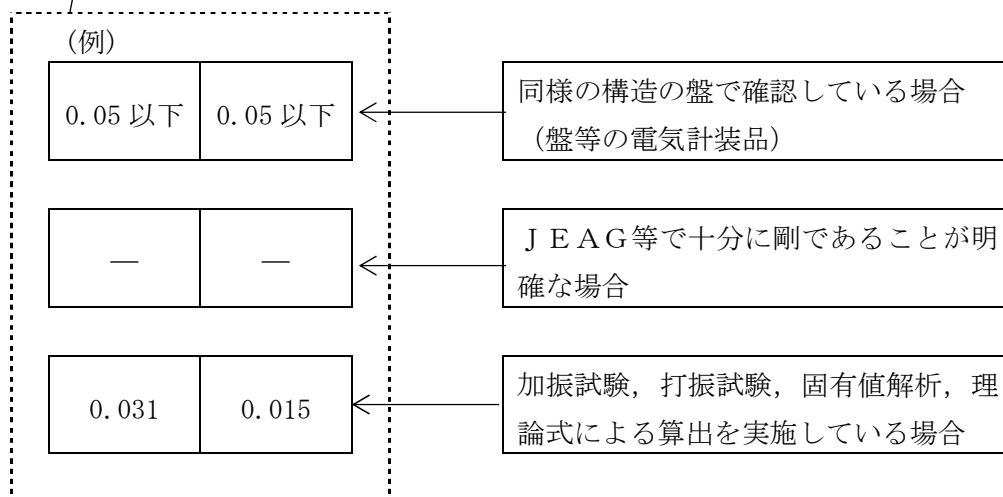 (例)
0.05 以下 0.05 以下
同様の構造の盤で確認している場合
(盤等の電気計装品)
― ―
ＪＥＡＧ等で十分に剛であることが明
確な場合
0.031 0.015
加振試験，打振試験，固有値解析，理
論式による算出を実施している場合